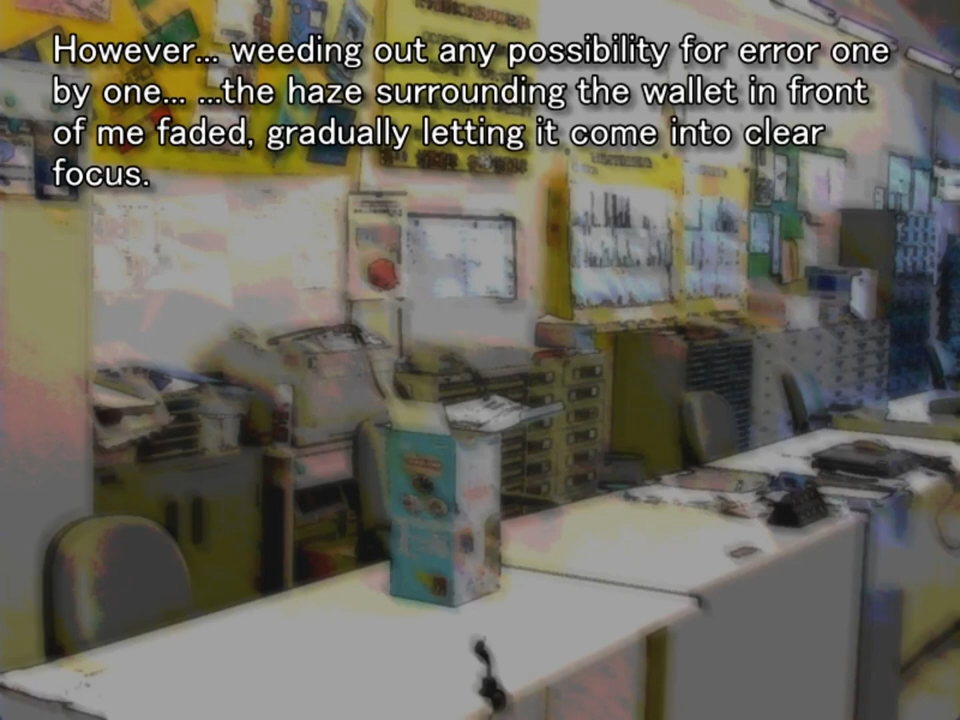 However... weeding out any possibility for error one
by one... ...the haze surrounding the wallet in front
of me faded, gradually letting it come into clear
focus.